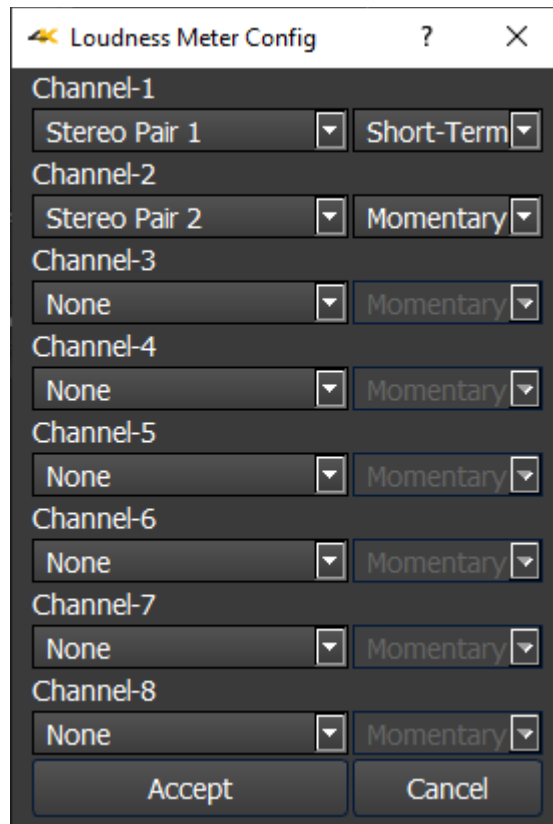 4K Loudness Meter Config ? X
Channel-1
Stereo Pair 1 Short-Term
Channel-2
Stereo Pair 2 Momentary
Channel-3
None Momentary
Channel-4
None Momentary
Channel-5
None Momentary
Channel-6
None Momentary
Channel-7
None Momentary
Channel-8
None Momentary
Accept Cancel